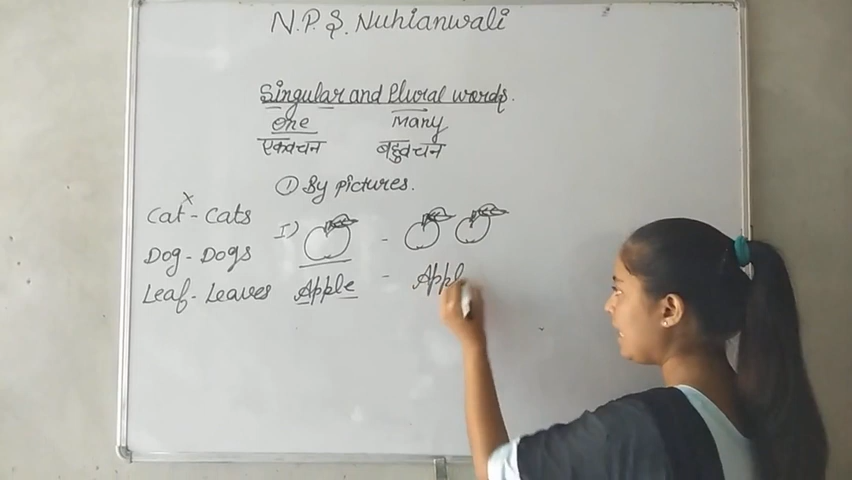 N.P.S. Nuhianwali
Singular and Plural words.
One Many
एकवचन बहुवचन
① By pictures.
Cat - Cats
Dog - Dogs
Leaf - Leaves
I) -
Apple - Appl